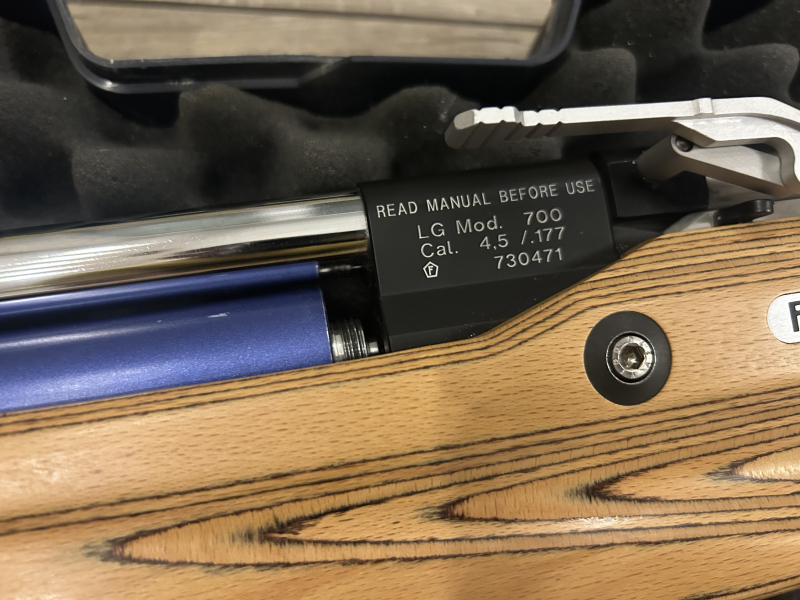 READ MANUAL BEFORE USE
LG Mod. 700
Cal. 4,5 /.177
F 730471
F